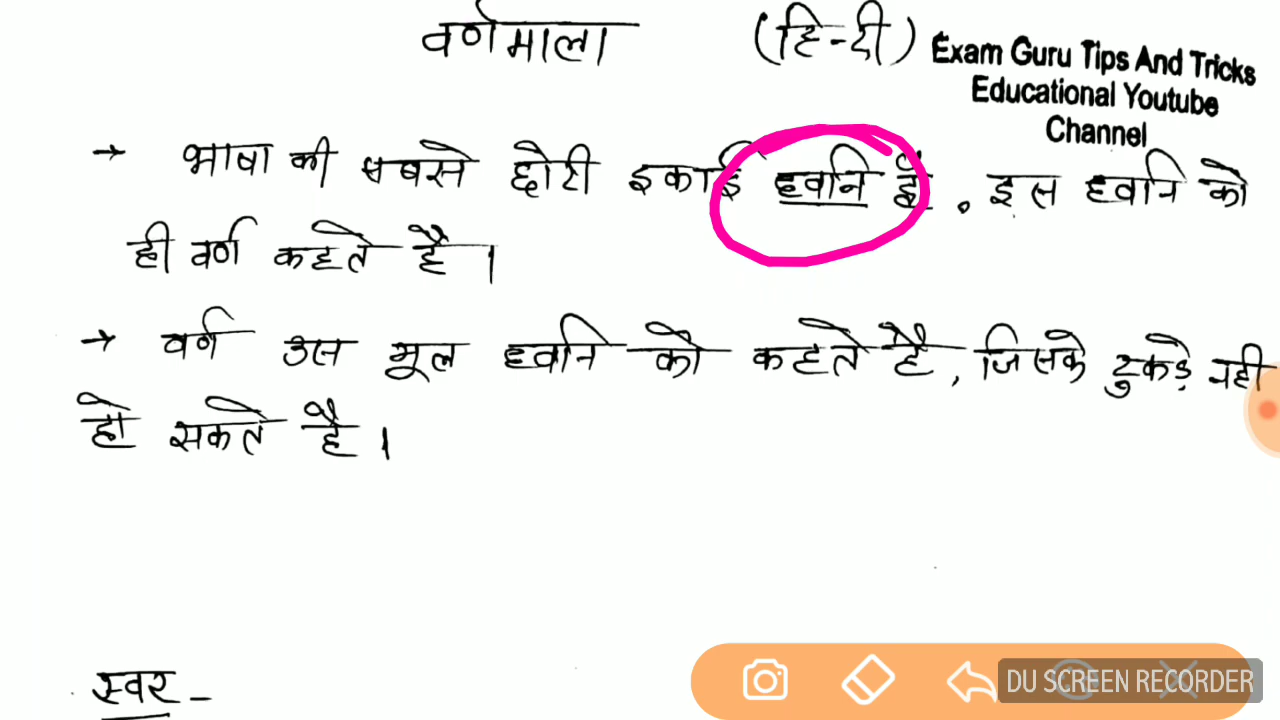 वर्णमाला (हिन्दी)
Exam Guru Tips And Tricks
Educational Youtube
Channel
→ भाषा की सबसे छोटी इकाई ध्वनि है. इस ध्वनि को
ही वर्ण कहते है।
→ वर्ण उस मूल ध्वनि को कहते है, जिसके टुकड़े नही
हो सकते है।
स्वर -
DU SCREEN RECORDER